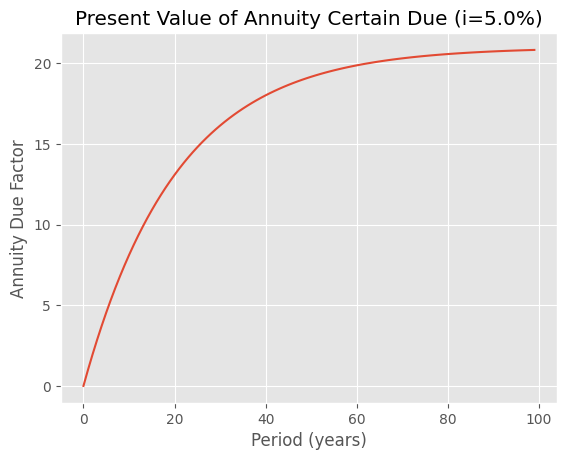 Present Value of Annuity Certain Due (i=5.0%)
20
15
10
5
0
Annuity Due Factor
0 20 40 60 80 100
Period (years)